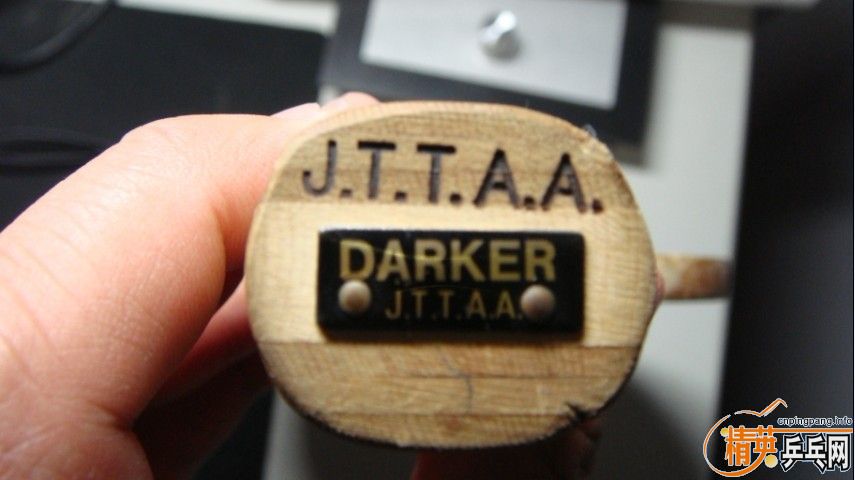 J.T.T.A.A.
DARKER
J.T.T.A.A.
cnpingpang.info
精英乒乓网